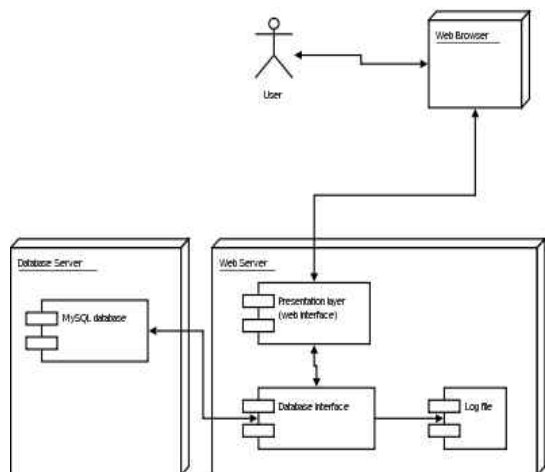 Web Browser
User
Database Server
Web Server
MySQL database
Presentation layer
(web interface)
Database interface
Log file